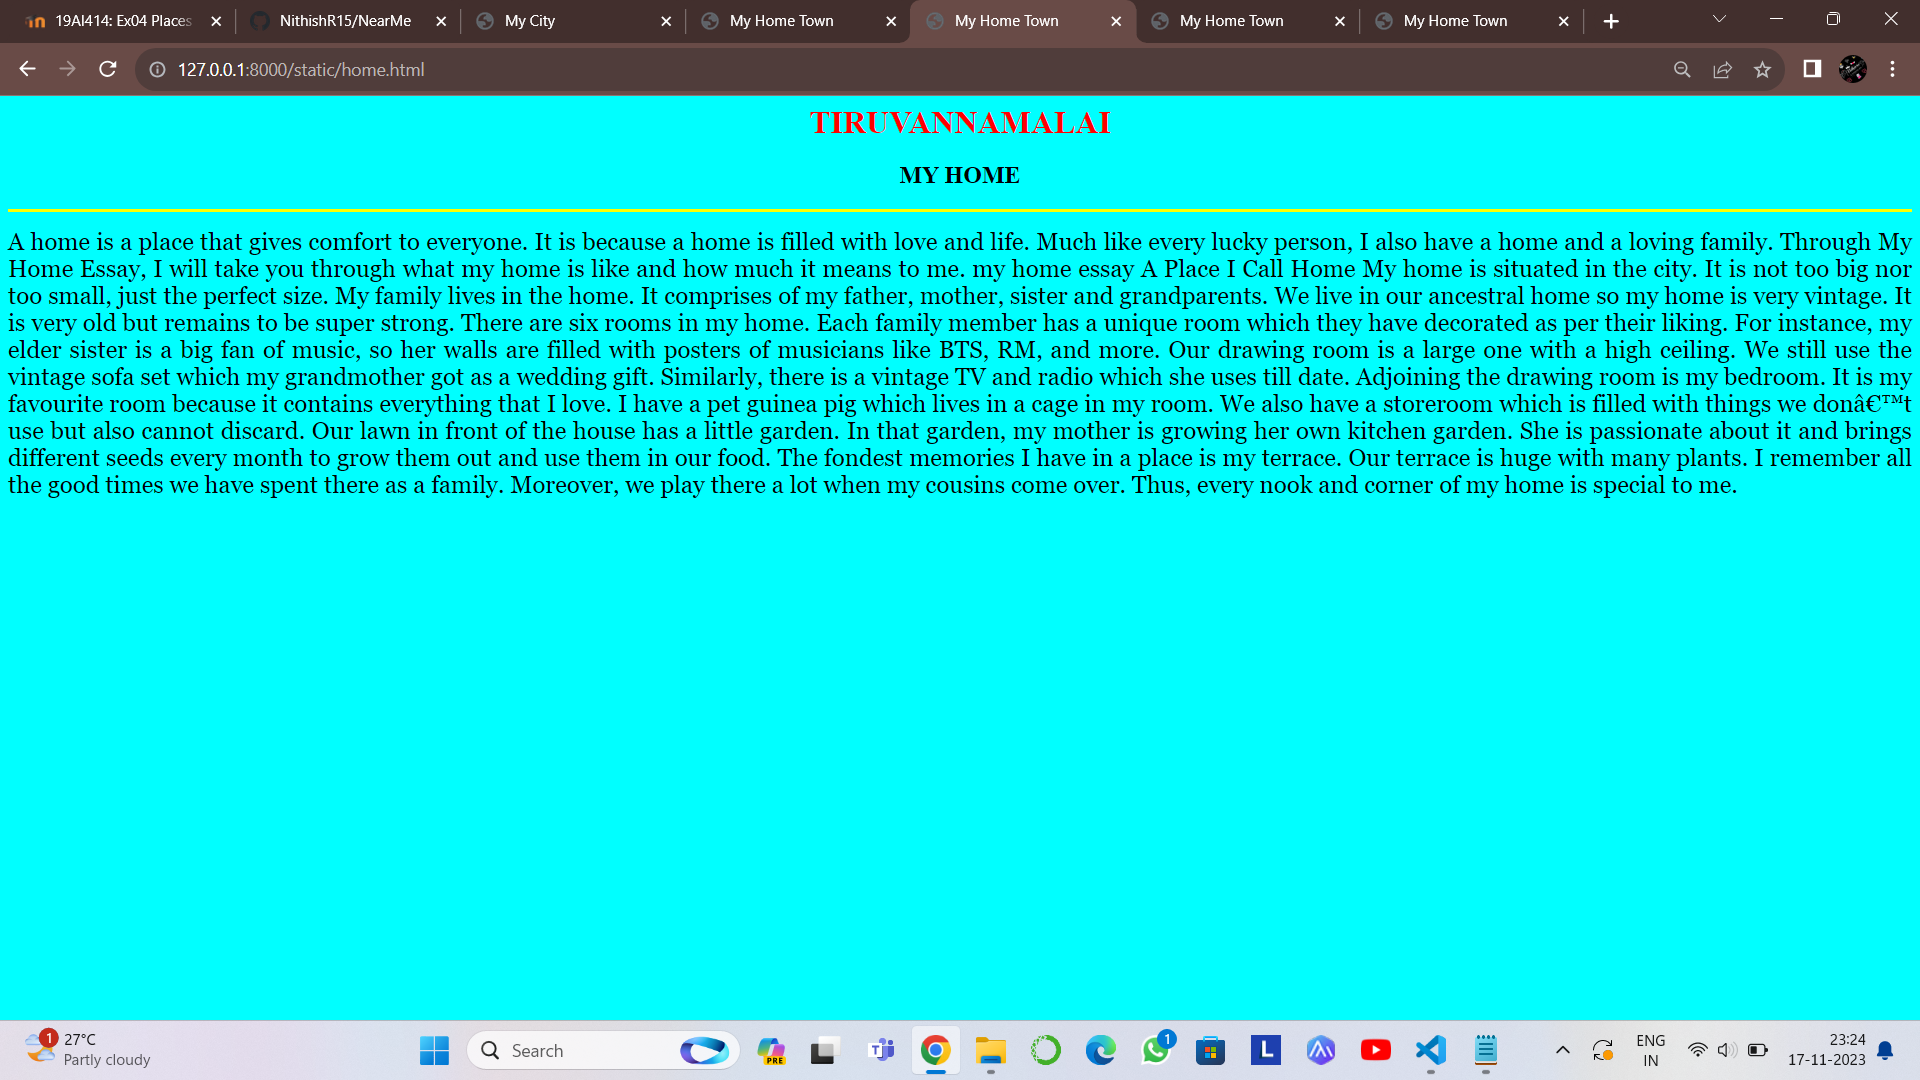 19AI414: Ex04 Places
NithishR15/NearMe
My City
My Home Town
My Home Town
My Home Town
My Home Town
127.0.0.1:8000/static/home.html
TIRUVANNAMALAI
MY HOME
A home is a place that gives comfort to everyone. It is because a home is filled with love and life. Much like every lucky person, I also have a home and a loving family. Through My
Home Essay, I will take you through what my home is like and how much it means to me. my home essay A Place I Call Home My home is situated in the city. It is not too big nor
too small, just the perfect size. My family lives in the home. It comprises of my father, mother, sister and grandparents. We live in our ancestral home so my home is very vintage. It
is very old but remains to be super strong. There are six rooms in my home. Each family member has a unique room which they have decorated as per their liking. For instance, my
elder sister is a big fan of music, so her walls are filled with posters of musicians like BTS, RM, and more. Our drawing room is a large one with a high ceiling. We still use the
vintage sofa set which my grandmother got as a wedding gift. Similarly, there is a vintage TV and radio which she uses till date. Adjoining the drawing room is my bedroom. It is my
favourite room because it contains everything that I love. I have a pet guinea pig which lives in a cage in my room. We also have a storeroom which is filled with things we donâ€™t
use but also cannot discard. Our lawn in front of the house has a little garden. In that garden, my mother is growing her own kitchen garden. She is passionate about it and brings
different seeds every month to grow them out and use them in our food. The fondest memories I have in a place is my terrace. Our terrace is huge with many plants. I remember all
the good times we have spent there as a family. Moreover, we play there a lot when my cousins come over. Thus, every nook and corner of my home is special to me.
1
27°C
Partly cloudy
Search
PRE
1
L
ENG
IN
23:24
17-11-2023